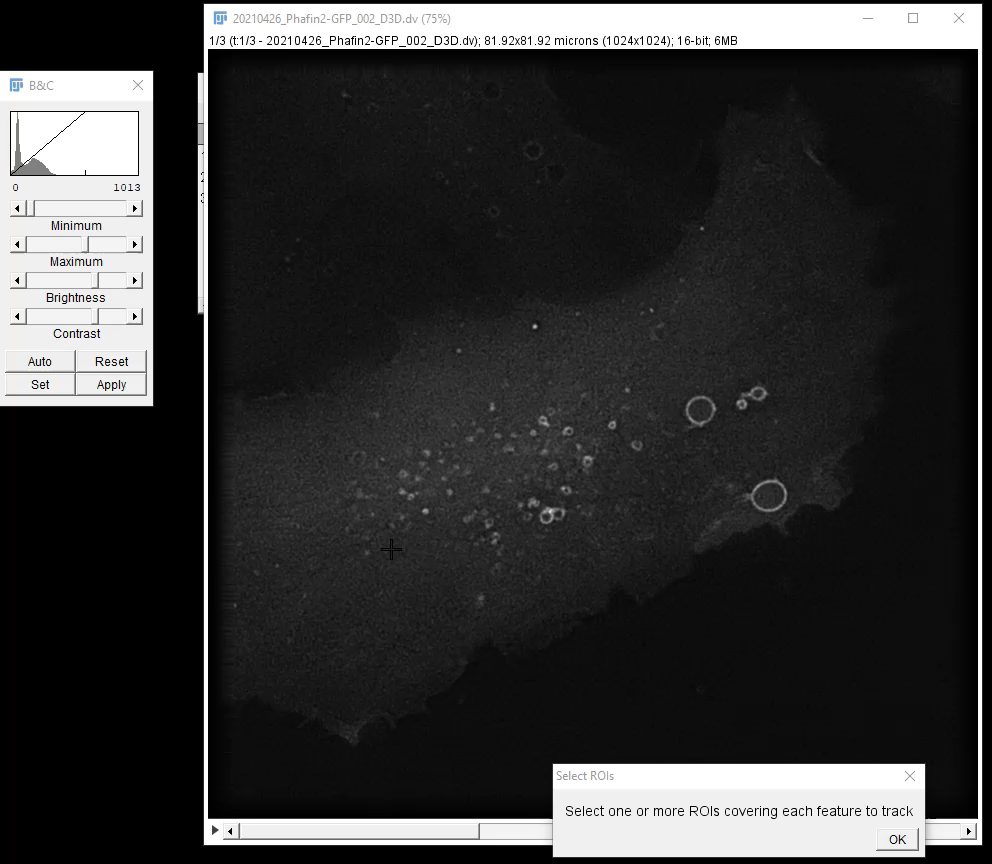 20210426_Phafin2-GFP_002_D3D.dv (75%)
1/3 (t:1/3 - 20210426_Phafin2-GFP_002_D3D.dv); 81.92x81.92 microns (1024x1024); 16-bit; 6MB
B&C
0 1013
Minimum
Maximum
Brightness
Contrast
Auto Reset
Set Apply
Select ROIs
Select one or more ROIs covering each feature to track
OK